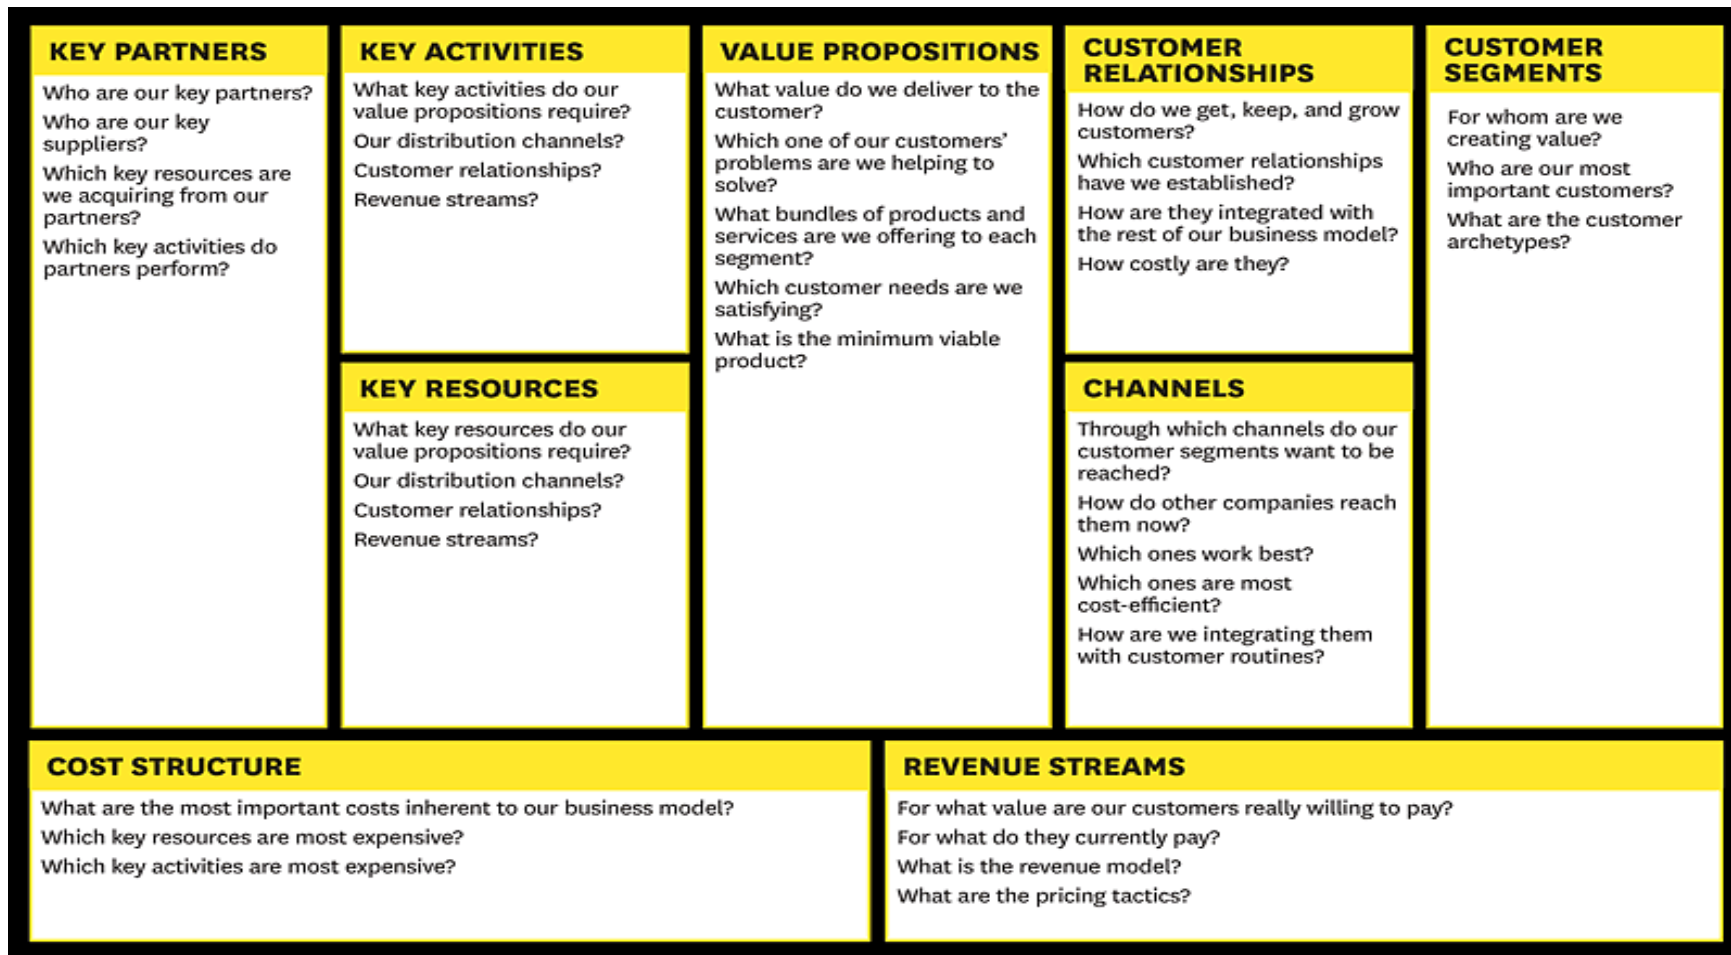 KEY PARTNERS
Who are our key partners?
Who are our key
suppliers?
Which key resources are
we acquiring from our
partners?
Which key activities do
partners perform?
KEY ACTIVITIES
What key activities do our
value propositions require?
Our distribution channels?
Customer relationships?
Revenue streams?
KEY RESOURCES
What key resources do our
value propositions require?
Our distribution channels?
Customer relationships?
Revenue streams?
VALUE PROPOSITIONS
What value do we deliver to the
customer?
Which one of our customers’
problems are we helping to
solve?
What bundles of products and
services are we offering to each
segment?
Which customer needs are we
satisfying?
What is the minimum viable
product?
CUSTOMER
RELATIONSHIPS
How do we get, keep, and grow
customers?
Which customer relationships
have we established?
How are they integrated with
the rest of our business model?
How costly are they?
CHANNELS
Through which channels do our
customer segments want to be
reached?
How do other companies reach
them now?
Which ones work best?
Which ones are most
cost-efficient?
How are we integrating them
with customer routines?
CUSTOMER
SEGMENTS
For whom are we
creating value?
Who are our most
important customers?
What are the customer
archetypes?
COST STRUCTURE
What are the most important costs inherent to our business model?
Which key resources are most expensive?
Which key activities are most expensive?
REVENUE STREAMS
For what value are our customers really willing to pay?
For what do they currently pay?
What is the revenue model?
What are the pricing tactics?